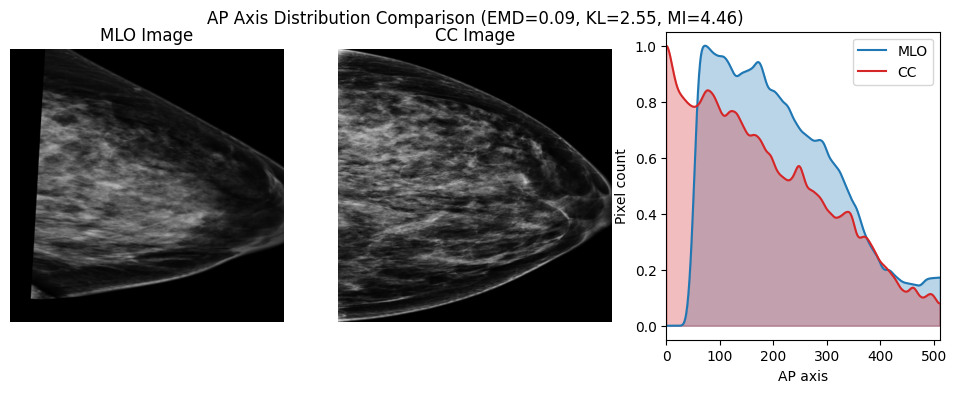 AP Axis Distribution Comparison (EMD=0.09, KL=2.55, MI=4.46)
MLO Image
CC Image
MLO
CC
Pixel count
1.0
0.8
0.6
0.4
0.2
0.0
0 100 200 300 400 500
AP axis